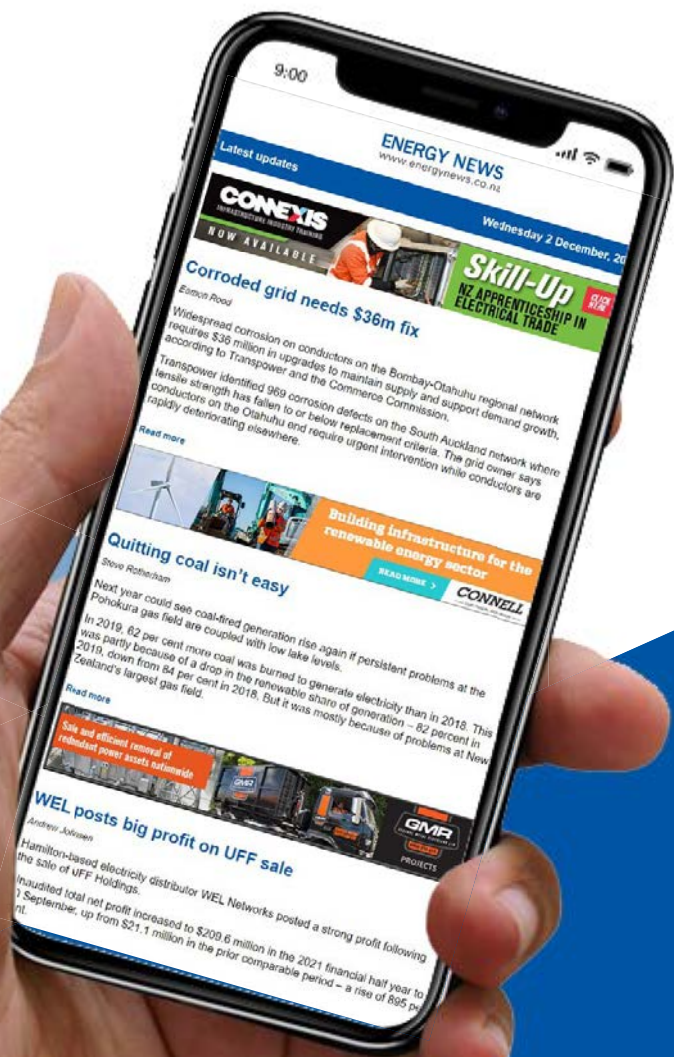 9:00
ENERGY NEWS
www.energynews.co.nz
Latest updates
Wednesday 2 December, 20
CONNEXIS
INFRASTRUCTURE INDUSTRY TRAINING
NOW AVAILABLE
Skill-Up
NZ APPRENTICESHIP IN
ELECTRICAL TRADE
CLICK
HERE
Corroded grid needs $36m fix
Eamon Rood
Widespread corrosion on conductors on the Bombay-Otahuhu regional network
requires $36 million in upgrades to maintain supply and support demand growth,
according to Transpower and the Commerce Commission.
Transpower identified 969 corrosion defects on the South Auckland network where
tensile strength has fallen to or below replacement criteria. The grid owner says
conductors on the Otahuhu end require urgent intervention while conductors are
rapidly deteriorating elsewhere.
Read more
Building infrastructure for the
renewable energy sector
READ MORE >
CONNELL
Quitting coal isn't easy
Steve Rotherham
Next year could see coal-fired generation rise again if persistent problems at the
Pohokura gas field are coupled with low lake levels.
In 2019, 62 per cent more coal was burned to generate electricity than in 2018. This
was partly because of a drop in the renewable share of generation – 82 percent in
2019, down from 84 per cent in 2018. But it was mostly because of problems at New
Zealand's largest gas field.
Read more
Safe and efficient removal of
redundant power assets nationwide
GMR
PROJECTS
WEL posts big profit on UFF sale
Andrew Johnsen
Hamilton-based electricity distributor WEL Networks posted a strong profit following
the sale of UFF Holdings.
Unaudited total net profit increased to $209.6 million in the 2021 financial half year to
September, up from $21.1 million in the prior comparable period – a rise of 895 pe
nt.